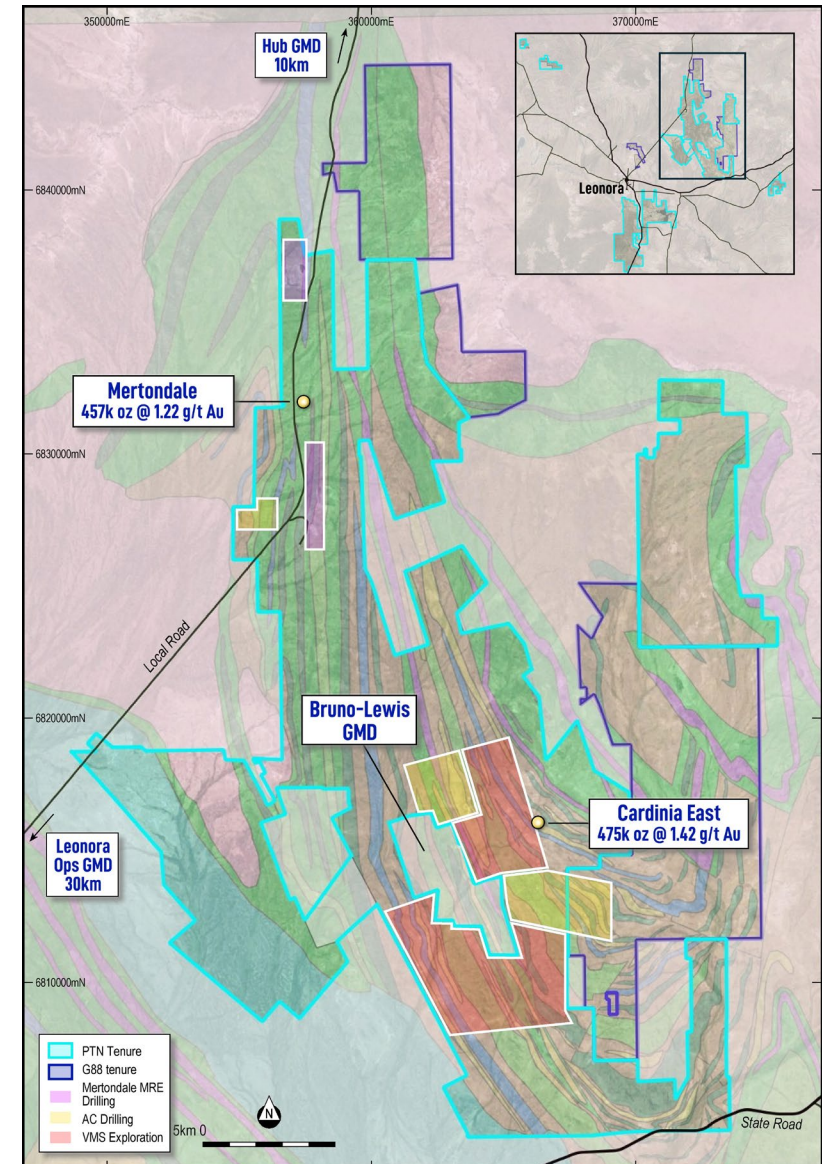 350000mE
360000mE
370000mE
Hub GMD
10km
Leonora
6840000mN
Mertondale
457k oz @ 1.22 g/t Au
6830000mN
Local Road
6820000mN
Bruno-Lewis
GMD
Cardinia East
475k oz @ 1.42 g/t Au
Leonora
Ops GMD
30km
6810000mN
PTN Tenure
G88 tenure
Mertondale MRE
Drilling
AC Drilling
VMS Exploration
N
5km 0
State Road